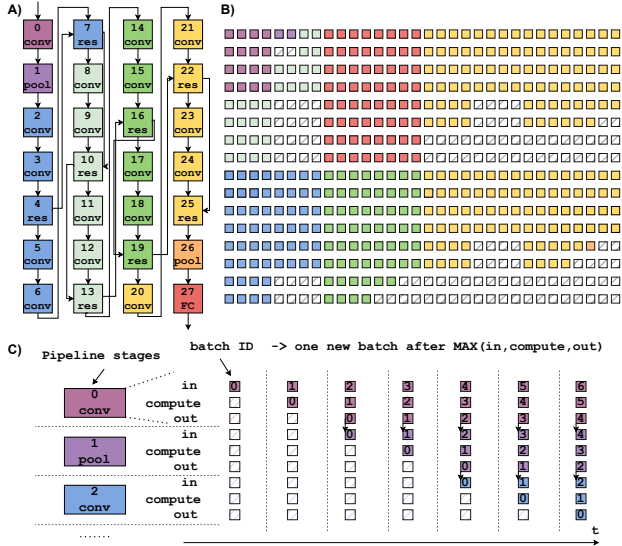 A)
0
conv
1
pool
2
conv
3
conv
4
res
5
conv
6
conv
7
res
8
conv
9
conv
10
res
11
conv
12
conv
13
res
14
conv
15
conv
16
res
17
conv
18
conv
19
res
20
conv
21
conv
22
res
23
conv
24
conv
25
res
26
pool
27
FC
B)
C)
Pipeline stages
batch ID -> one new batch after MAX(in,compute,out)
0
conv
in 0 1 2 3 4 5 6
compute 0 1 2 3 4 5
out 0 1 2 3 4
1
pool
in 0 1 2 3 4
compute 0 1 2 3
out 0 1 2
2
conv
in 0 1 2
compute 0 1
out 0
......
t